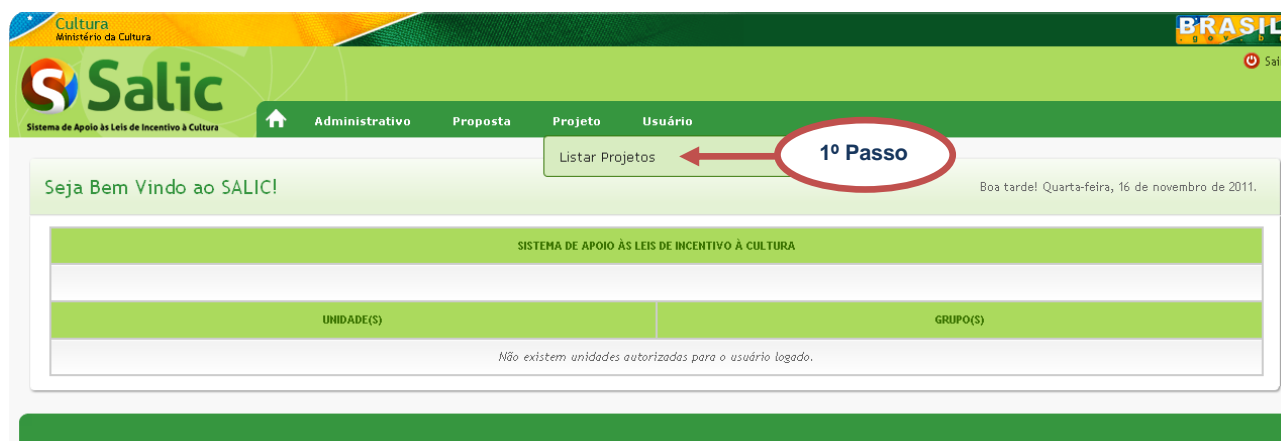 Cultura
Ministério da Cultura
BRASIL
.gov.b
Salic
Sai
Sistema de Apoio às Leis de Incentivo à Cultura
Administrativo Proposta Projeto Usuário
Listar Projetos
1º Passo
Seja Bem Vindo ao SALIC!
Boa tarde! Quarta-feira, 16 de novembro de 2011.
SISTEMA DE APOIO ÀS LEIS DE INCENTIVO À CULTURA
UNIDADE(S) GRUPO(S)
Não existem unidades autorizadas para o usuário logado.